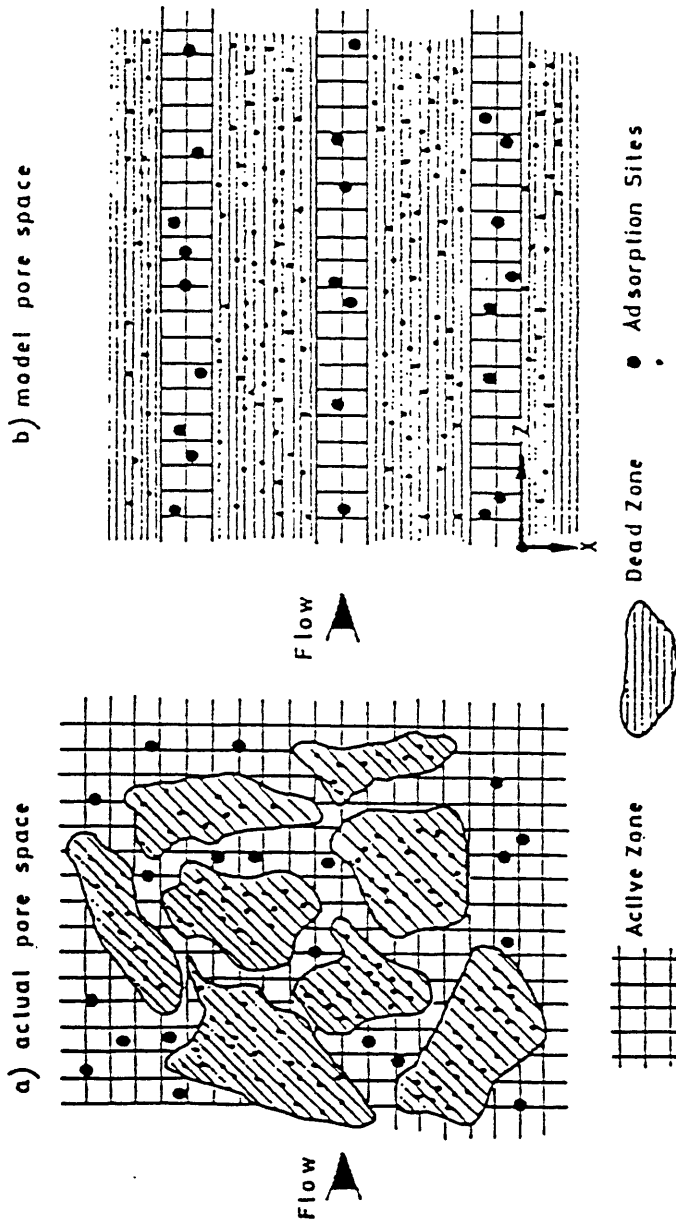 a) actual pore space
b) model pore space
Flow
Flow
Z
X
Active Zone
Dead Zone
Adsorption Sites